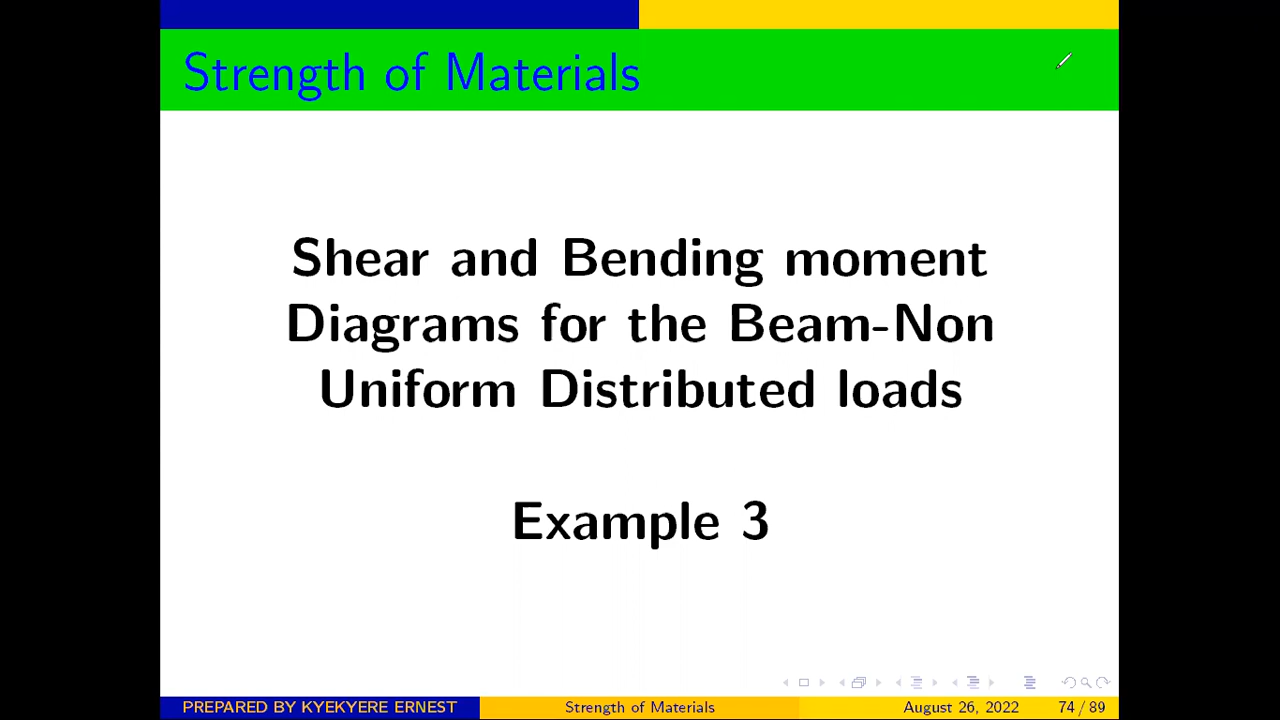 Strength of Materials
Shear and Bending moment
Diagrams for the Beam-Non
Uniform Distributed loads
Example 3
PREPARED BY KYEKYERE ERNEST
Strength of Materials
August 26, 2022
74 / 89